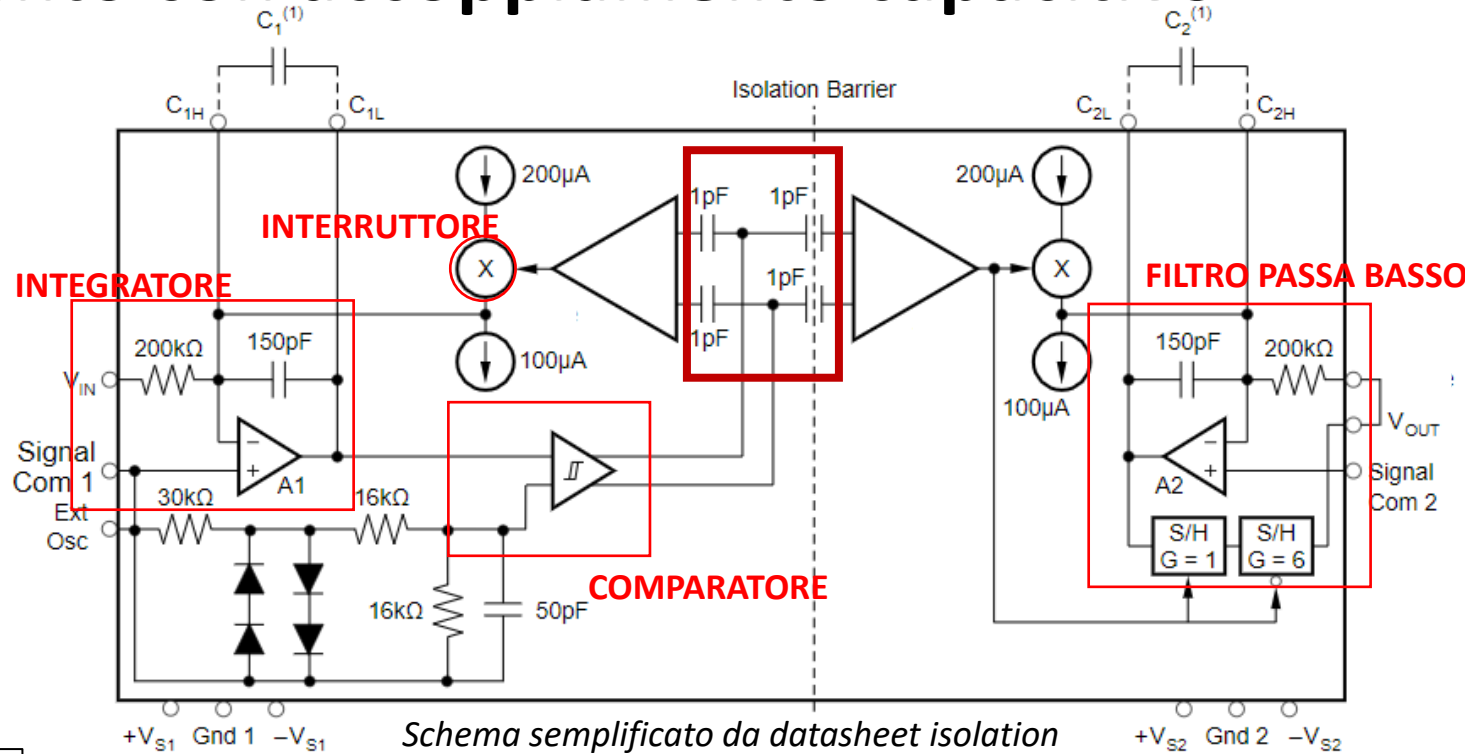 C1(1)
C2(1)
Isolation Barrier
C1H
C1L
C2L
C2H
200µA
1pF
1pF
200µA
INTERRUTTORE
X
X
INTEGRATORE
FILTRO PASSA BASSO
1pF
200kΩ
150pF
1pF
150pF
200kΩ
100µA
VIN
100µA
VOUT
Signal
Com 1
−
+
A1
−
+
A2
Signal
Com 2
Ext
Osc
30kΩ
16kΩ
S/H
G = 1
S/H
G = 6
COMPARATORE
16kΩ
50pF
+VS1
Gnd 1
−VS1
Schema semplificato da datasheet isolation
+VS2
Gnd 2
−VS2